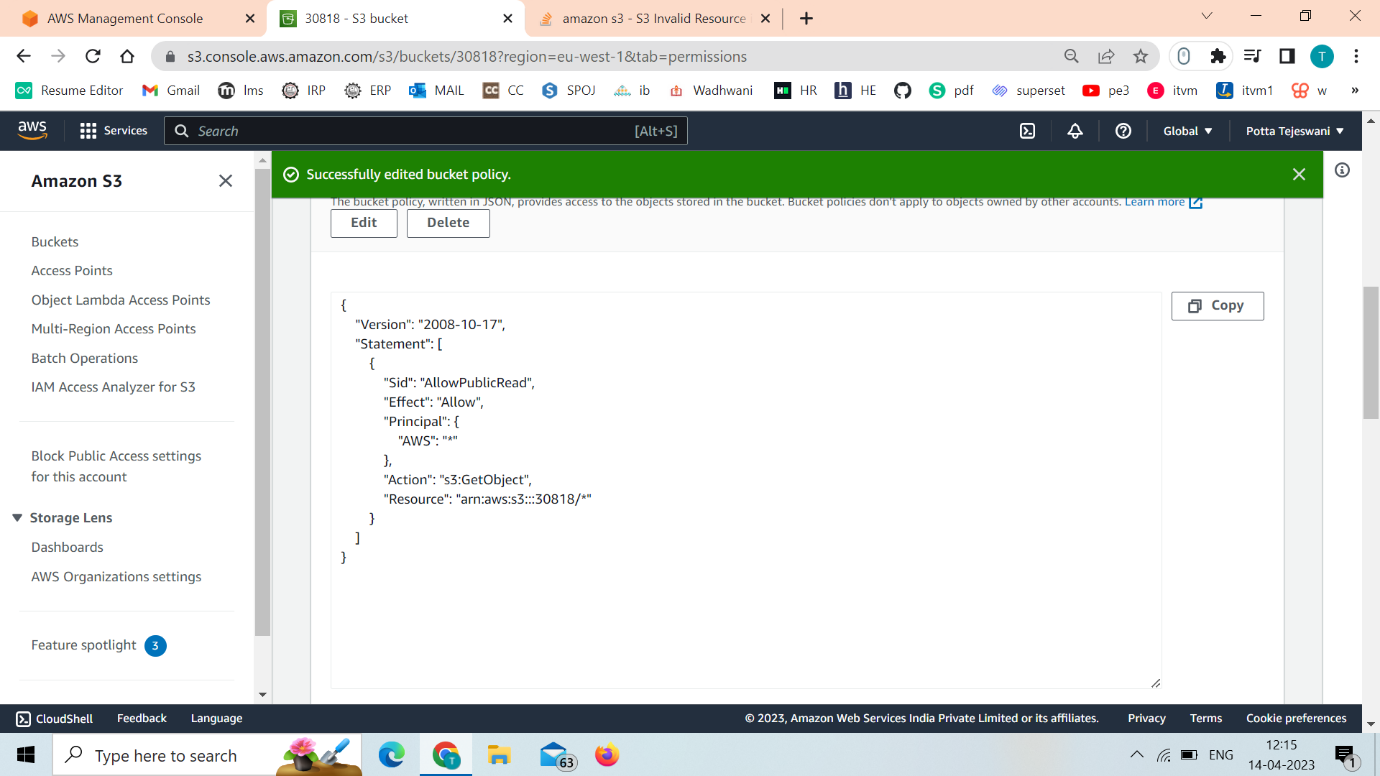 AWS Management Console
30818 - S3 bucket
amazon s3 - S3 Invalid Resource
s3.console.aws.amazon.com/s3/buckets/30818?region=eu-west-1&tab=permissions
T
Resume Editor
Gmail
lms
IRP
ERP
MAIL
CC CC
SPOJ
ib
Wadhwani
HR
h HE
S pdf
superset
pe3
E itvm
itvm1
w
»
aws
Services
Search
[Alt+S]
Global
Potta Tejeswani
Amazon S3
Successfully edited bucket policy.
The bucket policy, written in JSON, provides access to the objects stored in the bucket. Bucket policies don't apply to objects owned by other accounts. Learn more
Edit
Delete
Buckets
Access Points
Object Lambda Access Points
Multi-Region Access Points
Batch Operations
IAM Access Analyzer for S3
Block Public Access settings
for this account
Storage Lens
Dashboards
AWS Organizations settings
Feature spotlight 3
Copy
{
"Version": "2008-10-17",
"Statement": [
{
"Sid": "AllowPublicRead",
"Effect": "Allow",
"Principal": {
"AWS": "*"
},
"Action": "s3:GetObject",
"Resource": "arn:aws:s3:::30818/*"
}
]
}
CloudShell
Feedback
Language
© 2023, Amazon Web Services India Private Limited or its affiliates.
Privacy
Terms
Cookie preferences
Type here to search
63
T
ENG
12:15
14-04-2023
1